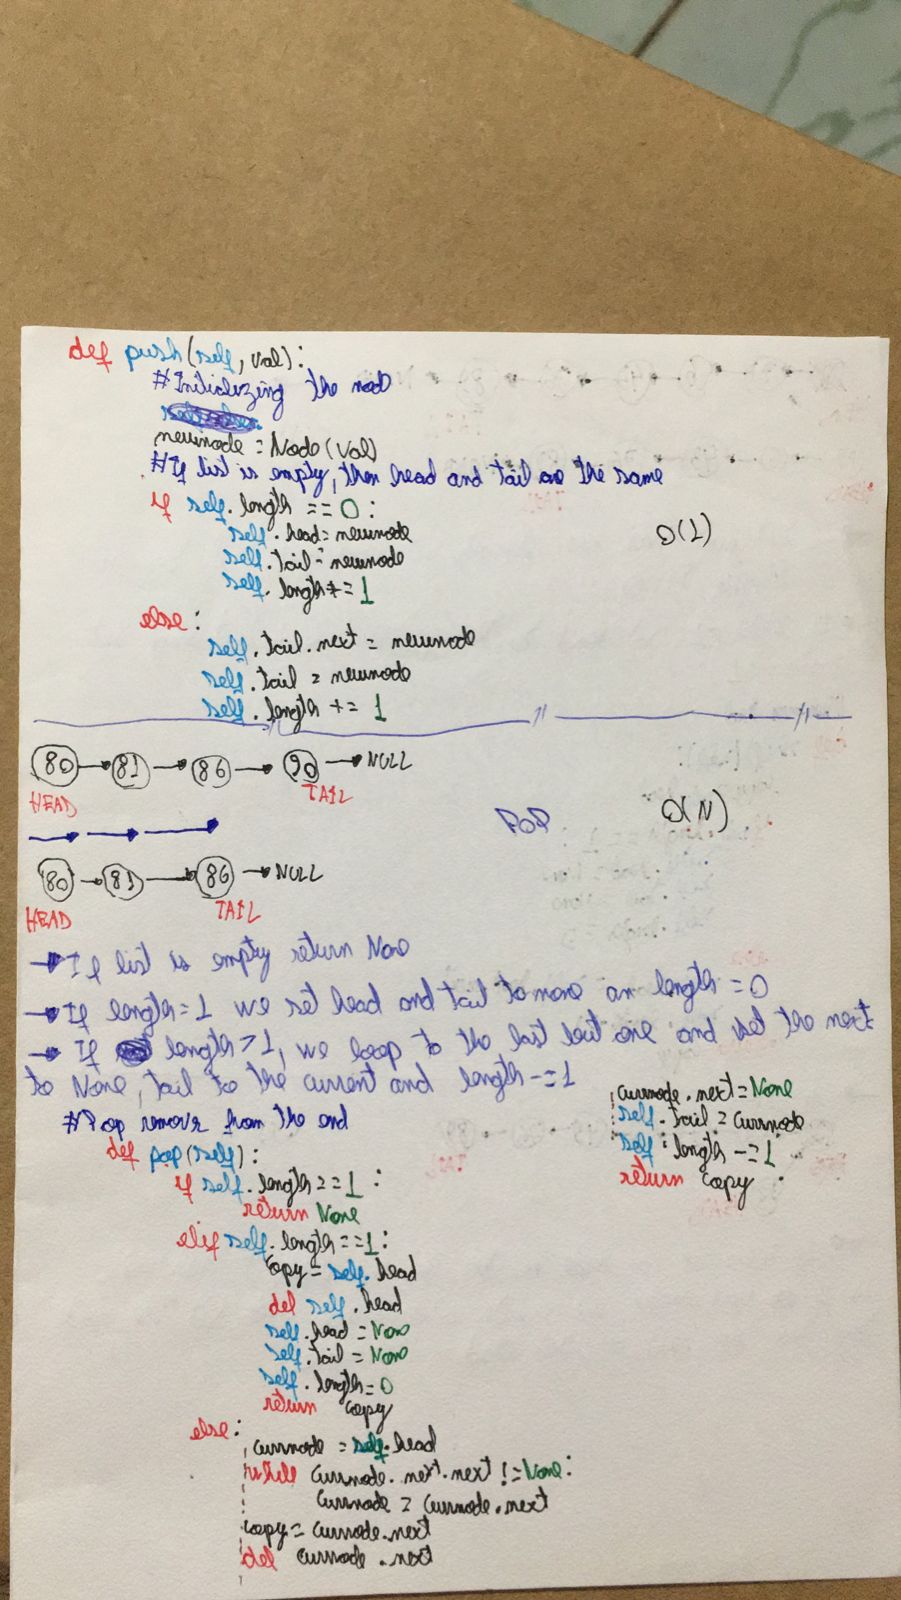 def push(self, val):
#Initializing the node
newnode = Node(val)
#If list is empty, then head and tail are the same
if self.length == 0:
self.head = newnode
O(1)
self.tail = newnode
self.length += 1
else:
self.tail.next = newnode
self.tail = newnode
self.length += 1
80 → 81 → 86 → 90 → NULL
HEAD TAIL
POP O(N)
80 → 81 → 86 → NULL
HEAD TAIL
→ If list is empty return None
→ If length=1 we set head and tail to none an length = 0
→ If length>1, we loop to the last but one and set the next
to None, tail to the current and length -= 1
#Pop removes from the end
def pop(self):
if self.length == 1:
return None
elif self.length == 1:
copy = self.head
del self.head
self.head = None
self.tail = None
self.length = 0
return copy
else:
currnode = self.head
while currnode.next.next != None:
currnode = currnode.next
copy = currnode.next
del currnode.next
currnode.next = None
self.tail = currnode
self.length -= 1
return copy